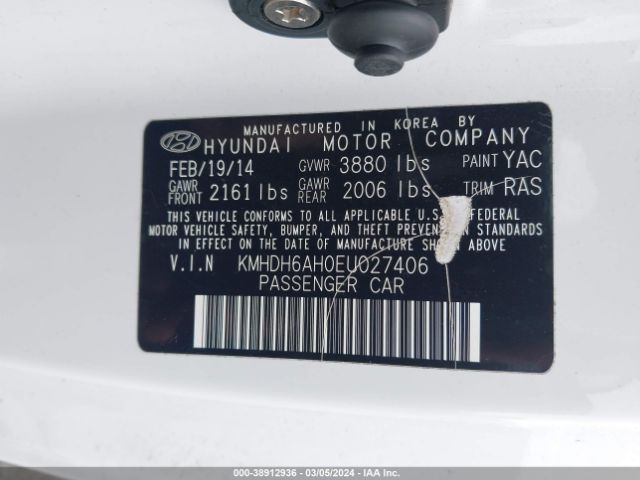 MANUFACTURED IN KOREA BY
HYUNDAI MOTOR COMPANY
FEB/19/14 GVWR 3880 lbs PAINT YAC
GAWR FRONT 2161 lbs GAWR REAR 2006 lbs TRIM RAS
THIS VEHICLE CONFORMS TO ALL APPLICABLE U.S. FEDERAL
MOTOR VEHICLE SAFETY, BUMPER, AND THEFT PREVENTION STANDARDS
IN EFFECT ON THE DATE OF MANUFACTURE SHOWN ABOVE
V.I.N KMHDH6AH0EU027406
PASSENGER CAR
000-38912936 - 03/05/2024 - IAA Inc.